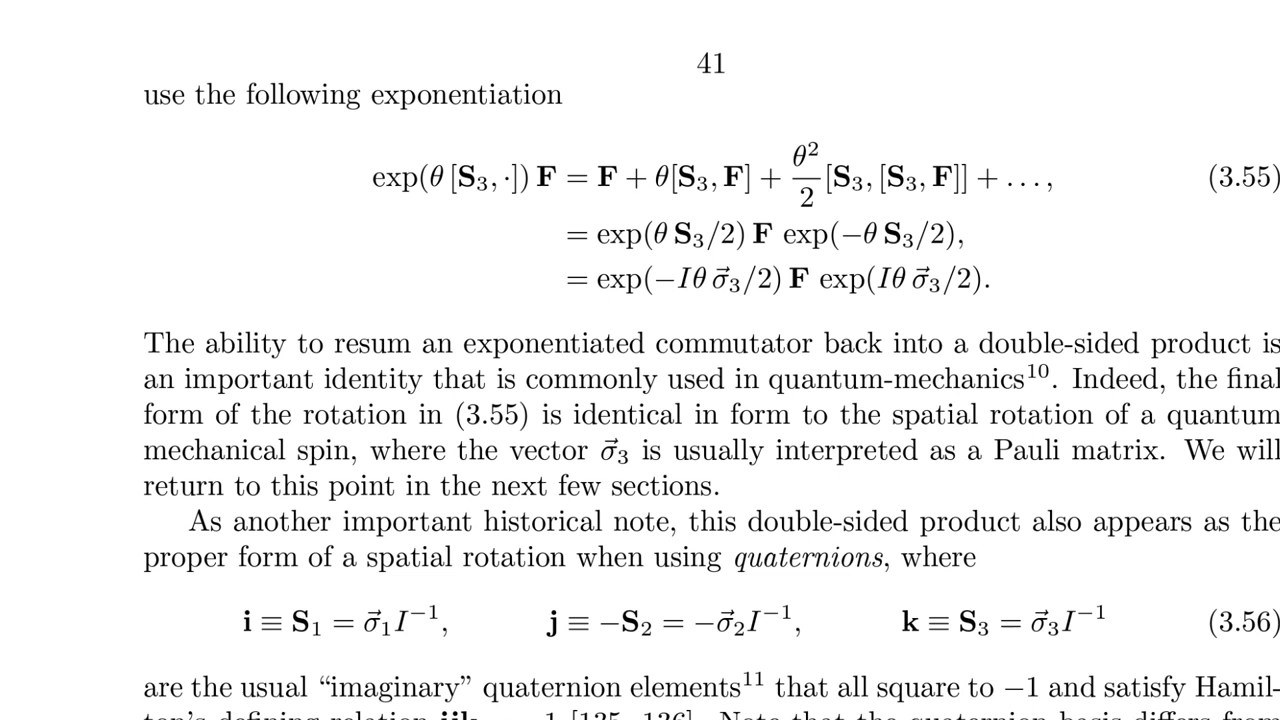 41
use the following exponentiation
exp(θ [S₃, ·]) F = F + θ[S₃, F] + θ²/2 [S₃, [S₃, F]] + . . . , (3.55)
= exp(θ S₃/2) F exp(−θ S₃/2),
= exp(−Iθ σ⃗₃/2) F exp(Iθ σ⃗₃/2).
The ability to resum an exponentiated commutator back into a double-sided product is
an important identity that is commonly used in quantum-mechanics¹⁰. Indeed, the final
form of the rotation in (3.55) is identical in form to the spatial rotation of a quantum
mechanical spin, where the vector σ⃗₃ is usually interpreted as a Pauli matrix. We will
return to this point in the next few sections.
As another important historical note, this double-sided product also appears as the
proper form of a spatial rotation when using quaternions, where
i ≡ S₁ = σ⃗₁I⁻¹, j ≡ −S₂ = −σ⃗₂I⁻¹, k ≡ S₃ = σ⃗₃I⁻¹ (3.56)
are the usual “imaginary” quaternion elements¹¹ that all square to −1 and satisfy Hamil-